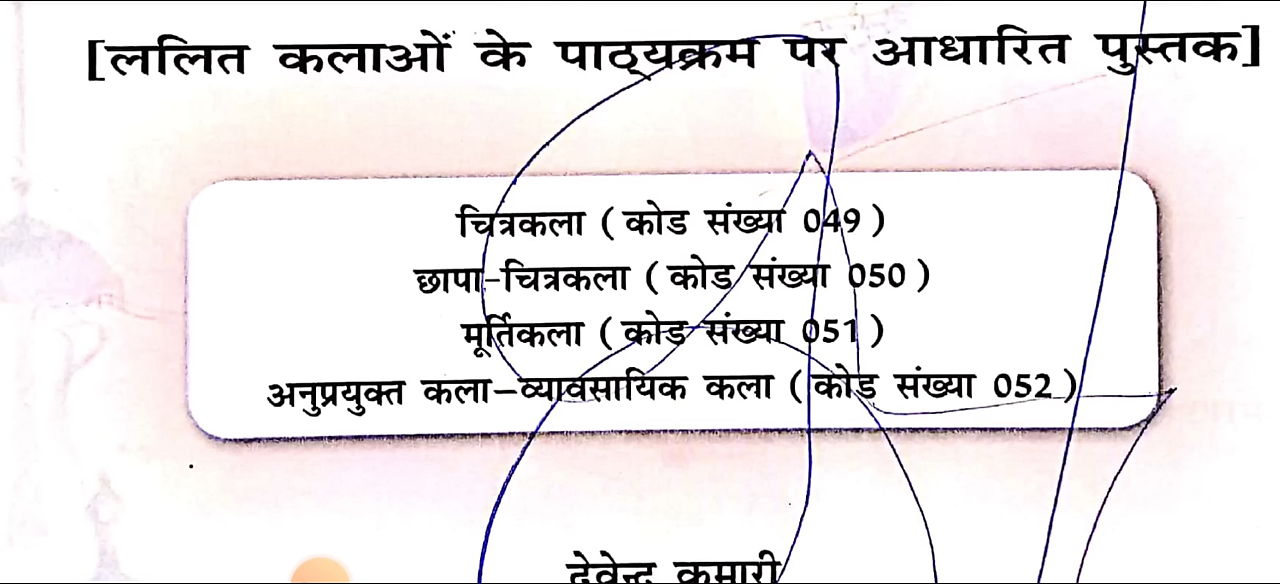 [ललित कलाओं के पाठ्यक्रम पर आधारित पुस्तक]
चित्रकला ( कोड संख्या 049 )
छापा-चित्रकला ( कोड संख्या 050 )
मूर्तिकला ( कोड संख्या 051 )
अनुप्रयुक्त कला–व्यावसायिक कला ( कोड संख्या 052 )
देवेन्द्र कुमारी